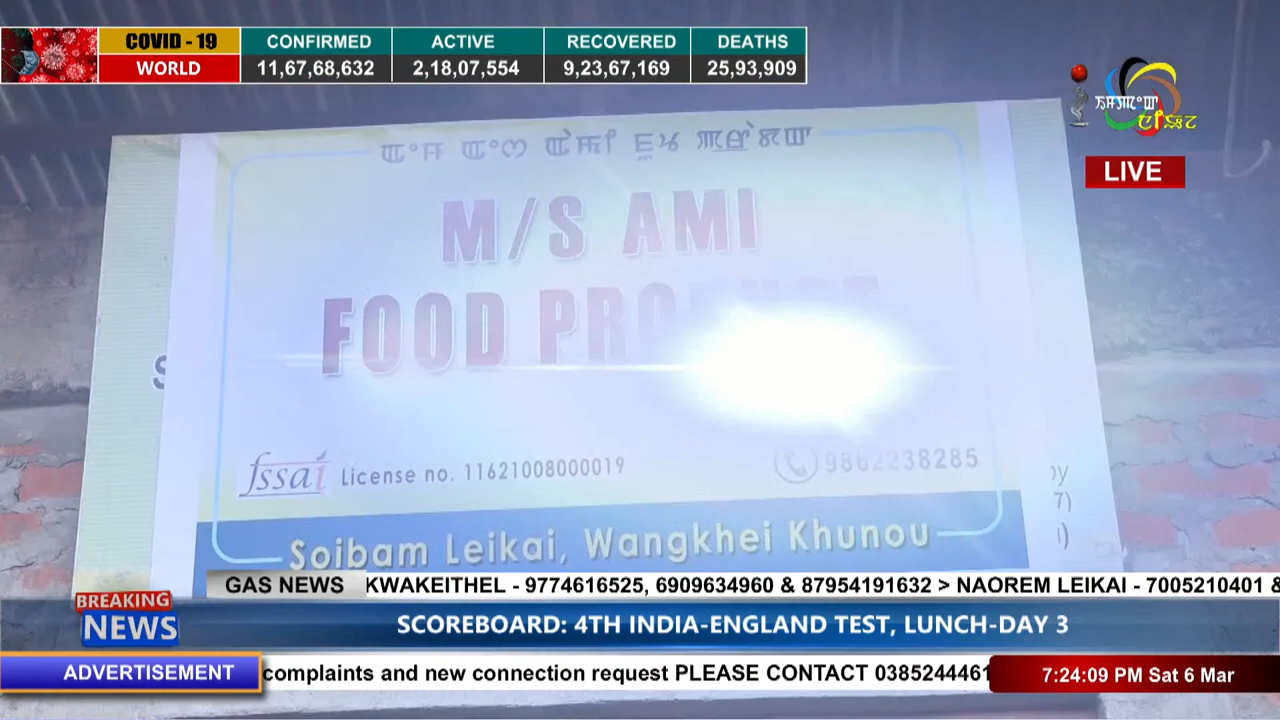 COVID - 19
WORLD
CONFIRMED
11,67,68,632
ACTIVE
2,18,07,554
RECOVERED
9,23,67,169
DEATHS
25,93,909
LIVE
M/S AMI
FOOD
fssai License no. 11621008000019
9862238285
Soibam Leikai, Wangkhei Khunou
GAS NEWS KWAKEITHEL - 9774616525, 6909634960 & 87954191632 > NAOREM LEIKAI - 7005210401 &
BREAKING
NEWS
SCOREBOARD: 4TH INDIA-ENGLAND TEST, LUNCH-DAY 3
ADVERTISEMENT
complaints and new connection request PLEASE CONTACT 0385244461
7:24:09 PM Sat 6 Mar